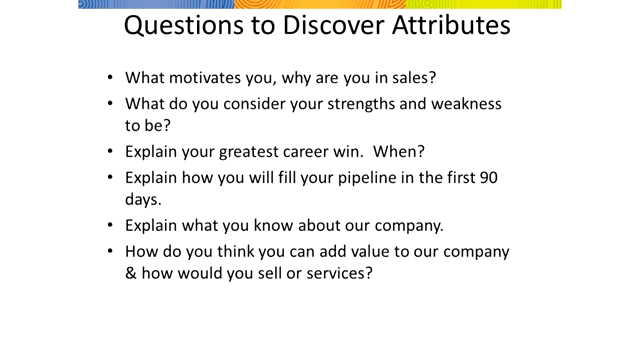 Questions to Discover Attributes
• What motivates you, why are you in sales?
• What do you consider your strengths and weakness
to be?
• Explain your greatest career win.  When?
• Explain how you will fill your pipeline in the first 90
days.
• Explain what you know about our company.
• How do you think you can add value to our company
& how would you sell or services?